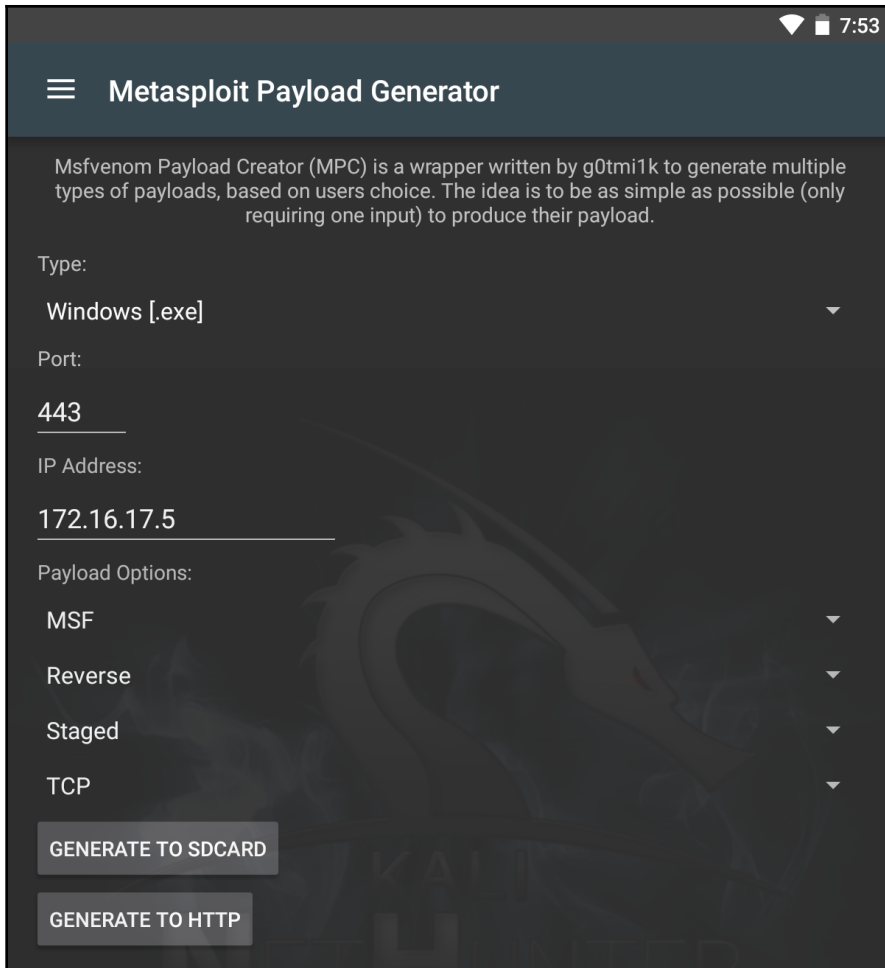 7:53
Metasploit Payload Generator
Msfvenom Payload Creator (MPC) is a wrapper written by g0tmi1k to generate multiple
types of payloads, based on users choice. The idea is to be as simple as possible (only
requiring one input) to produce their payload.
Type:
Windows [.exe]
Port:
443
IP Address:
172.16.17.5
Payload Options:
MSF
Reverse
Staged
TCP
GENERATE TO SDCARD
KALI
GENERATE TO HTTP
NETHUNTER